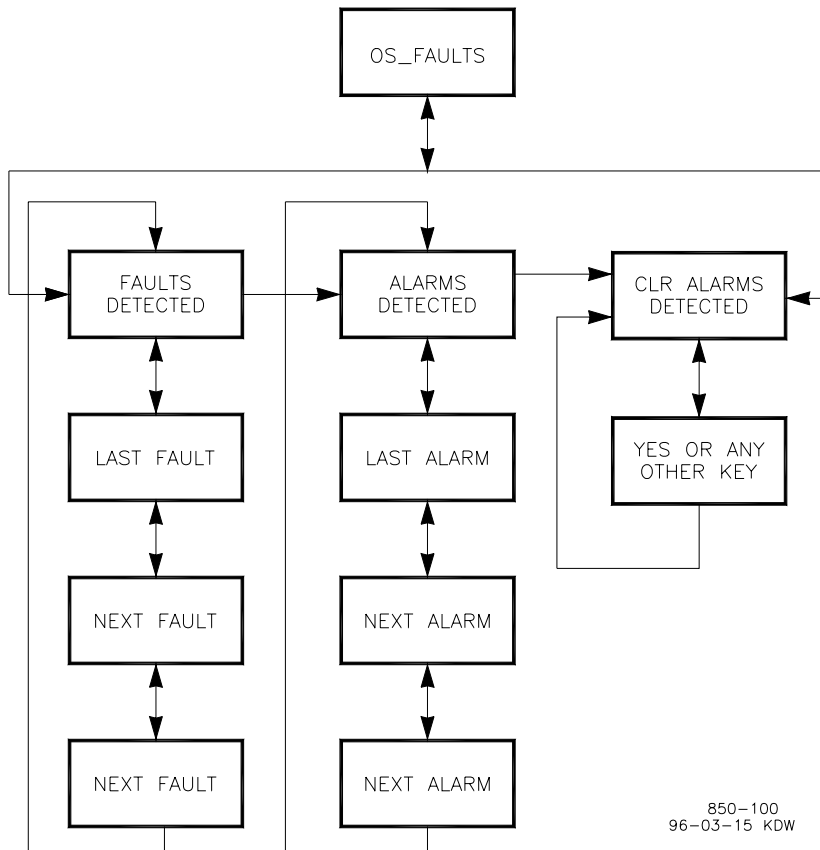 OS_FAULTS
FAULTS
DETECTED
ALARMS
DETECTED
CLR ALARMS
DETECTED
LAST FAULT
LAST ALARM
YES OR ANY
OTHER KEY
NEXT FAULT
NEXT ALARM
NEXT FAULT
NEXT ALARM
850-100
96-03-15 KDW